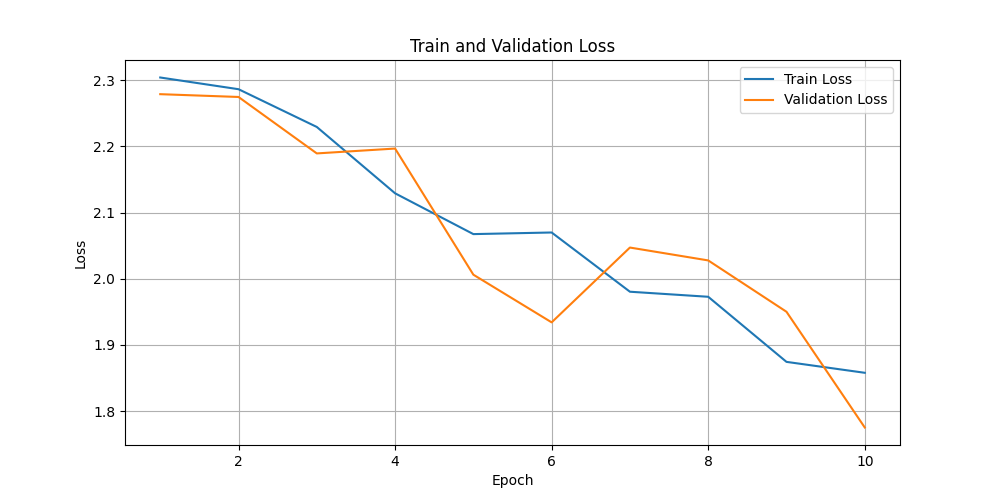 Train and Validation Loss
Train Loss
Validation Loss
2.3
2.2
2.1
2.0
1.9
1.8
Loss
2 4 6 8 10
Epoch